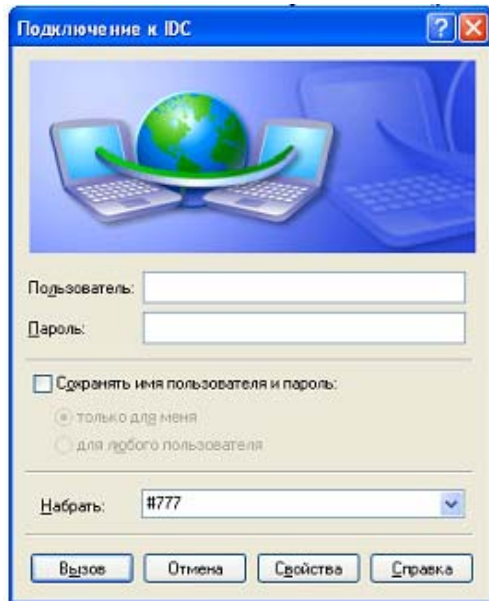 Подключение к IDC
Пользователь:
Пароль:
Сохранять имя пользователя и пароль:
только для меня
для любого пользователя
Набрать: #777
Вызов Отмена Свойства Справка